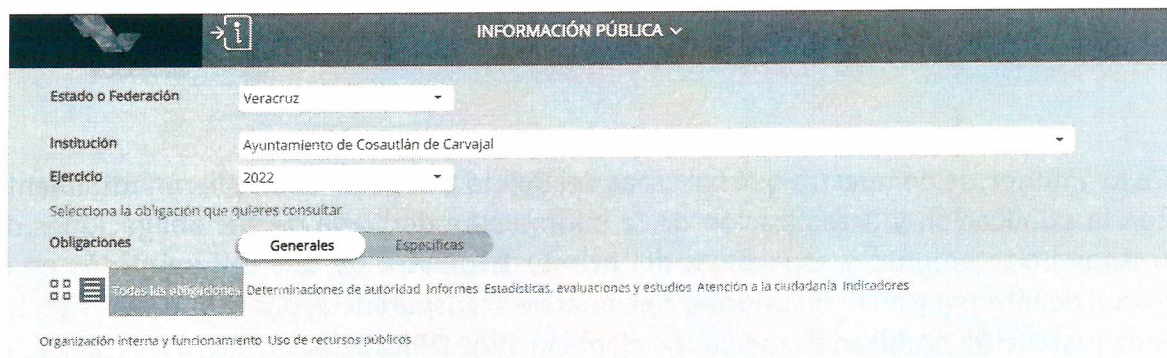 INFORMACIÓN PÚBLICA
Estado o Federación Veracruz
Institución Ayuntamiento de Cosautlán de Carvajal
Ejercicio 2022
Selecciona la obligación que quieres consultar
Obligaciones Generales Específicas
Todas las obligaciones Determinaciones de autoridad Informes Estadísticas, evaluaciones y estudios Atención a la ciudadanía Indicadores
Organización interna y funcionamiento Uso de recursos públicos